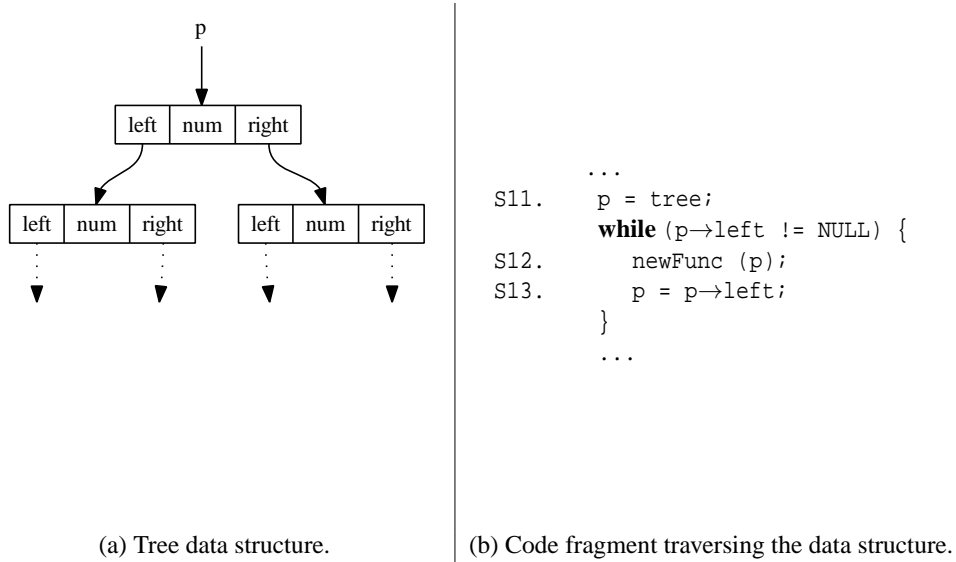 p
left num right
left num right
left num right
(a) Tree data structure.
...
S11. p = tree;
while (p→left != NULL) {
S12. newFunc (p);
S13. p = p→left;
}
...
(b) Code fragment traversing the data structure.